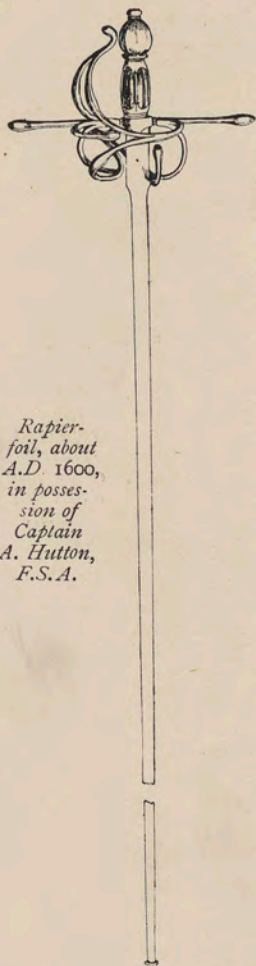 Rapier-
foil, about
A.D. 1600,
in posses-
sion of
Captain
A. Hutton,
F.S.A.